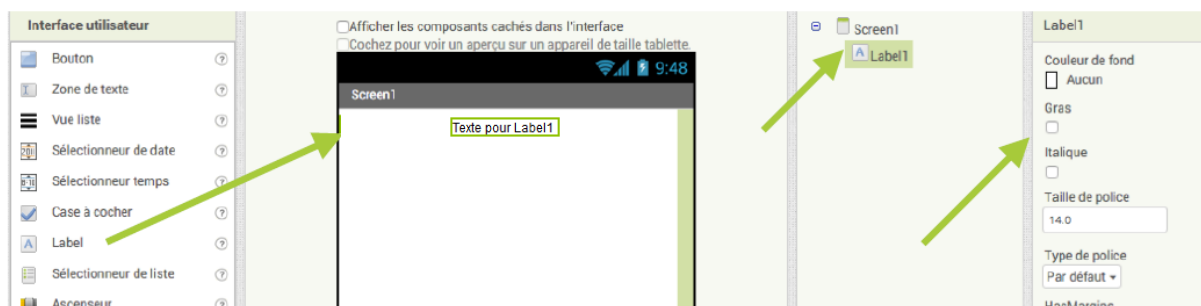 Interface utilisateur
Bouton
Zone de texte
Vue liste
Sélectionneur de date
Sélectionneur temps
Case à cocher
Label
Sélectionneur de liste
Ascenseur
Afficher les composants cachés dans l'interface
Cochez pour voir un aperçu sur un appareil de taille tablette.
9:48
Screen1
Texte pour Label1
Screen1
Label1
Label1
Couleur de fond
Aucun
Gras
Italique
Taille de police
14.0
Type de police
Par défaut
HasMargins